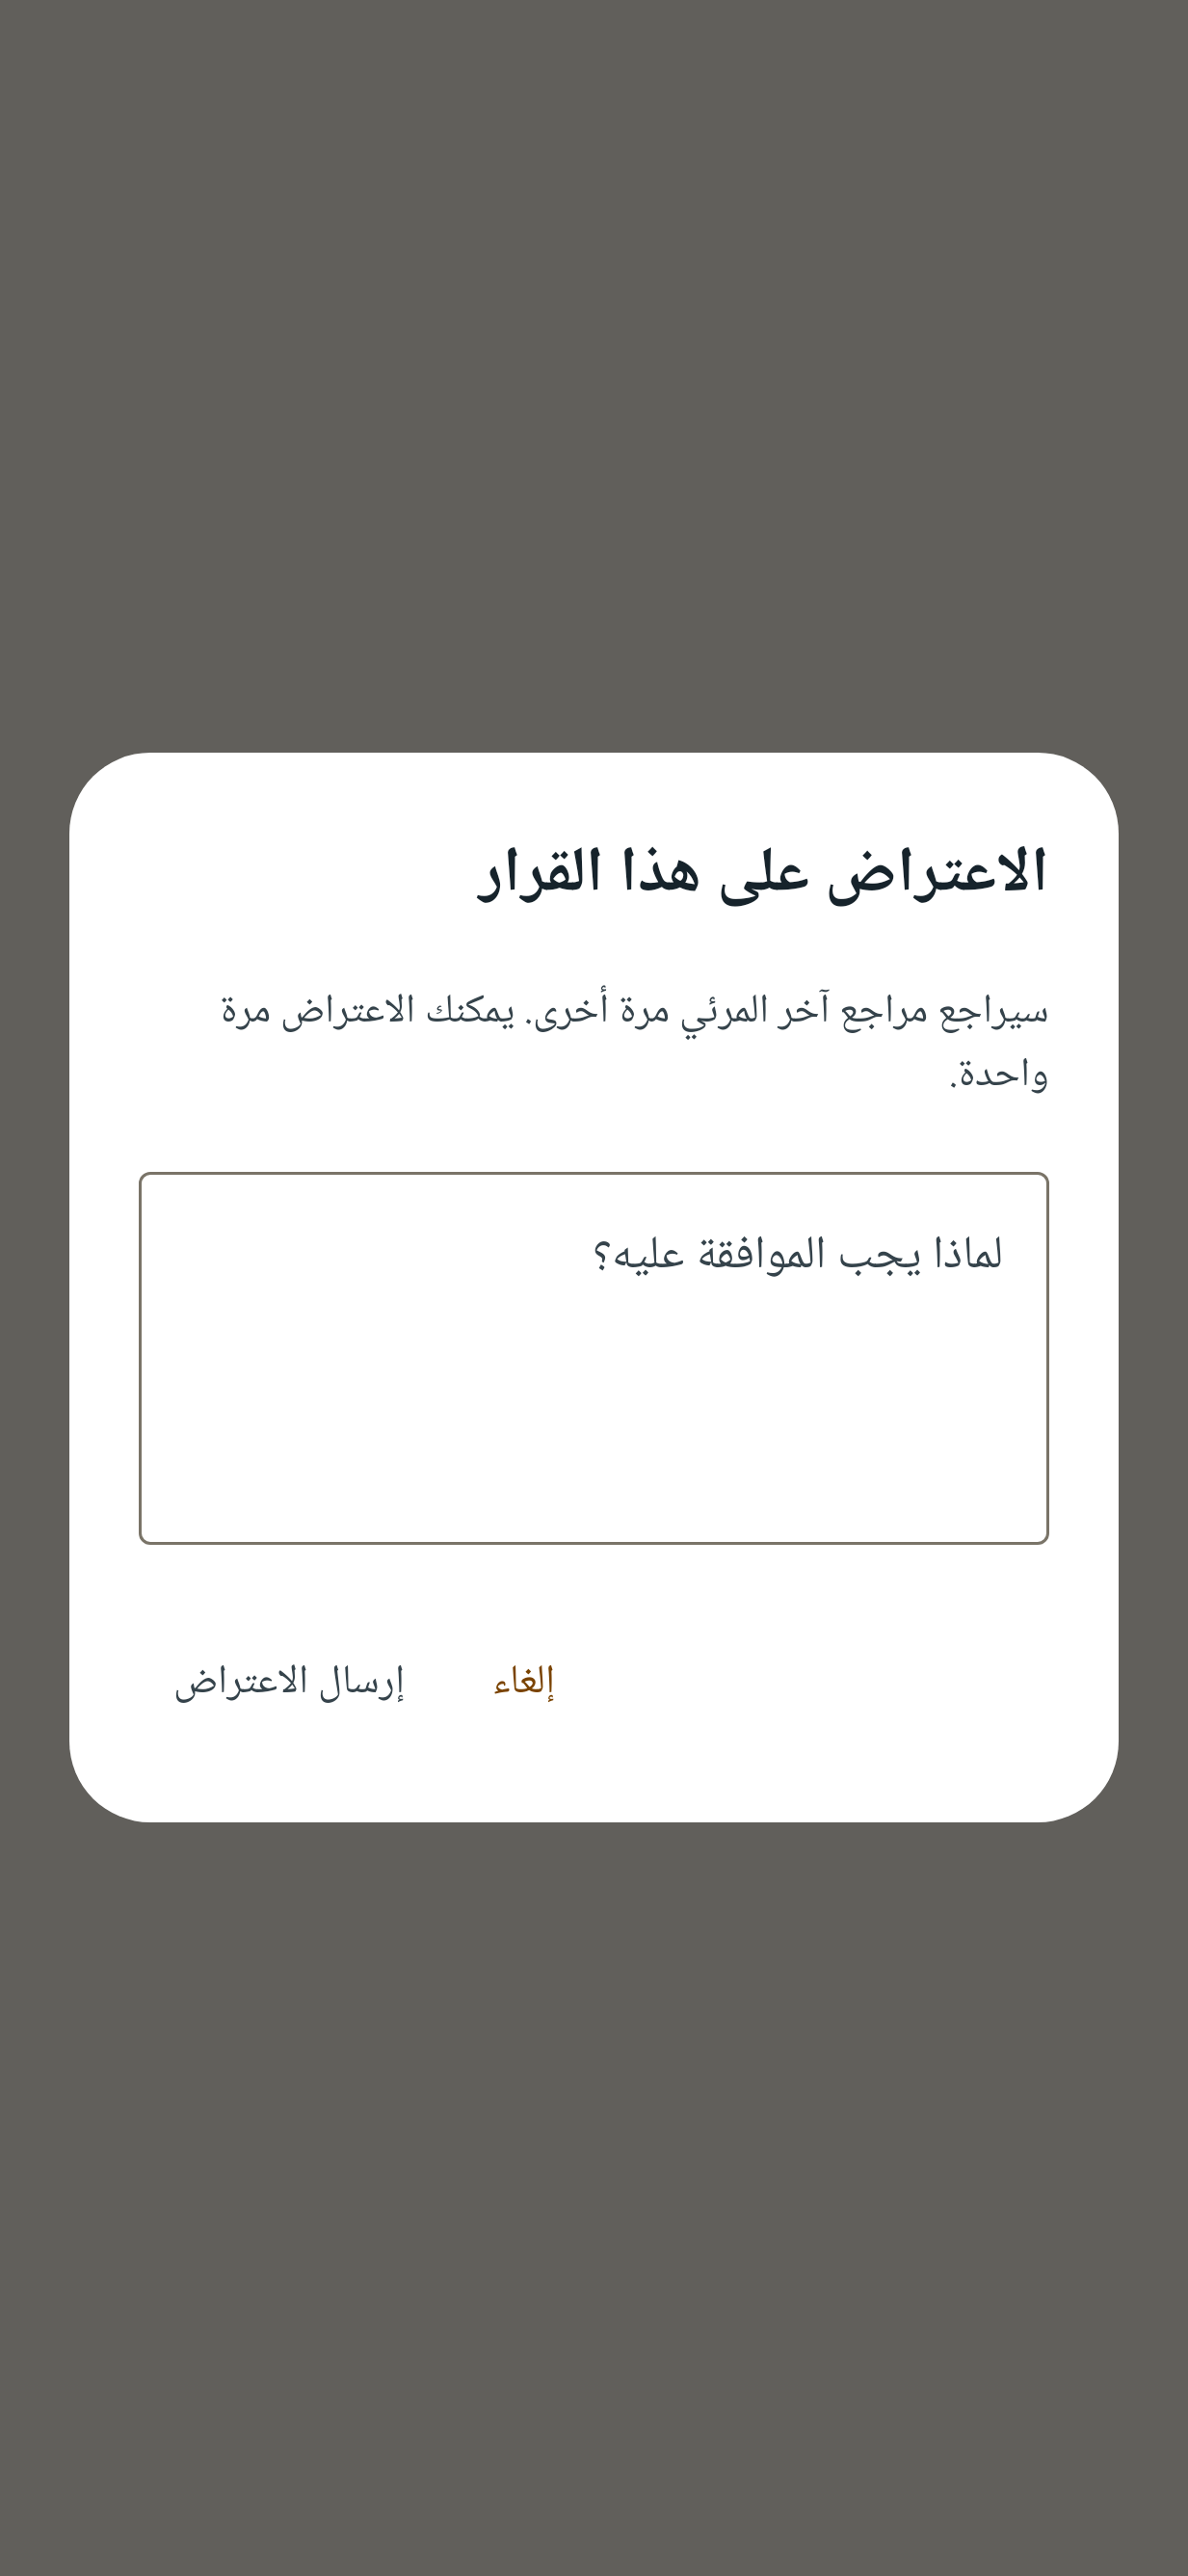 الاعتراض على هذا القرار
سيراجع مراجع آخر المرئي مرة أخرى. يمكنك الاعتراض مرة
واحدة.
لماذا يجب الموافقة عليه؟
إلغاء
إرسال الاعتراض